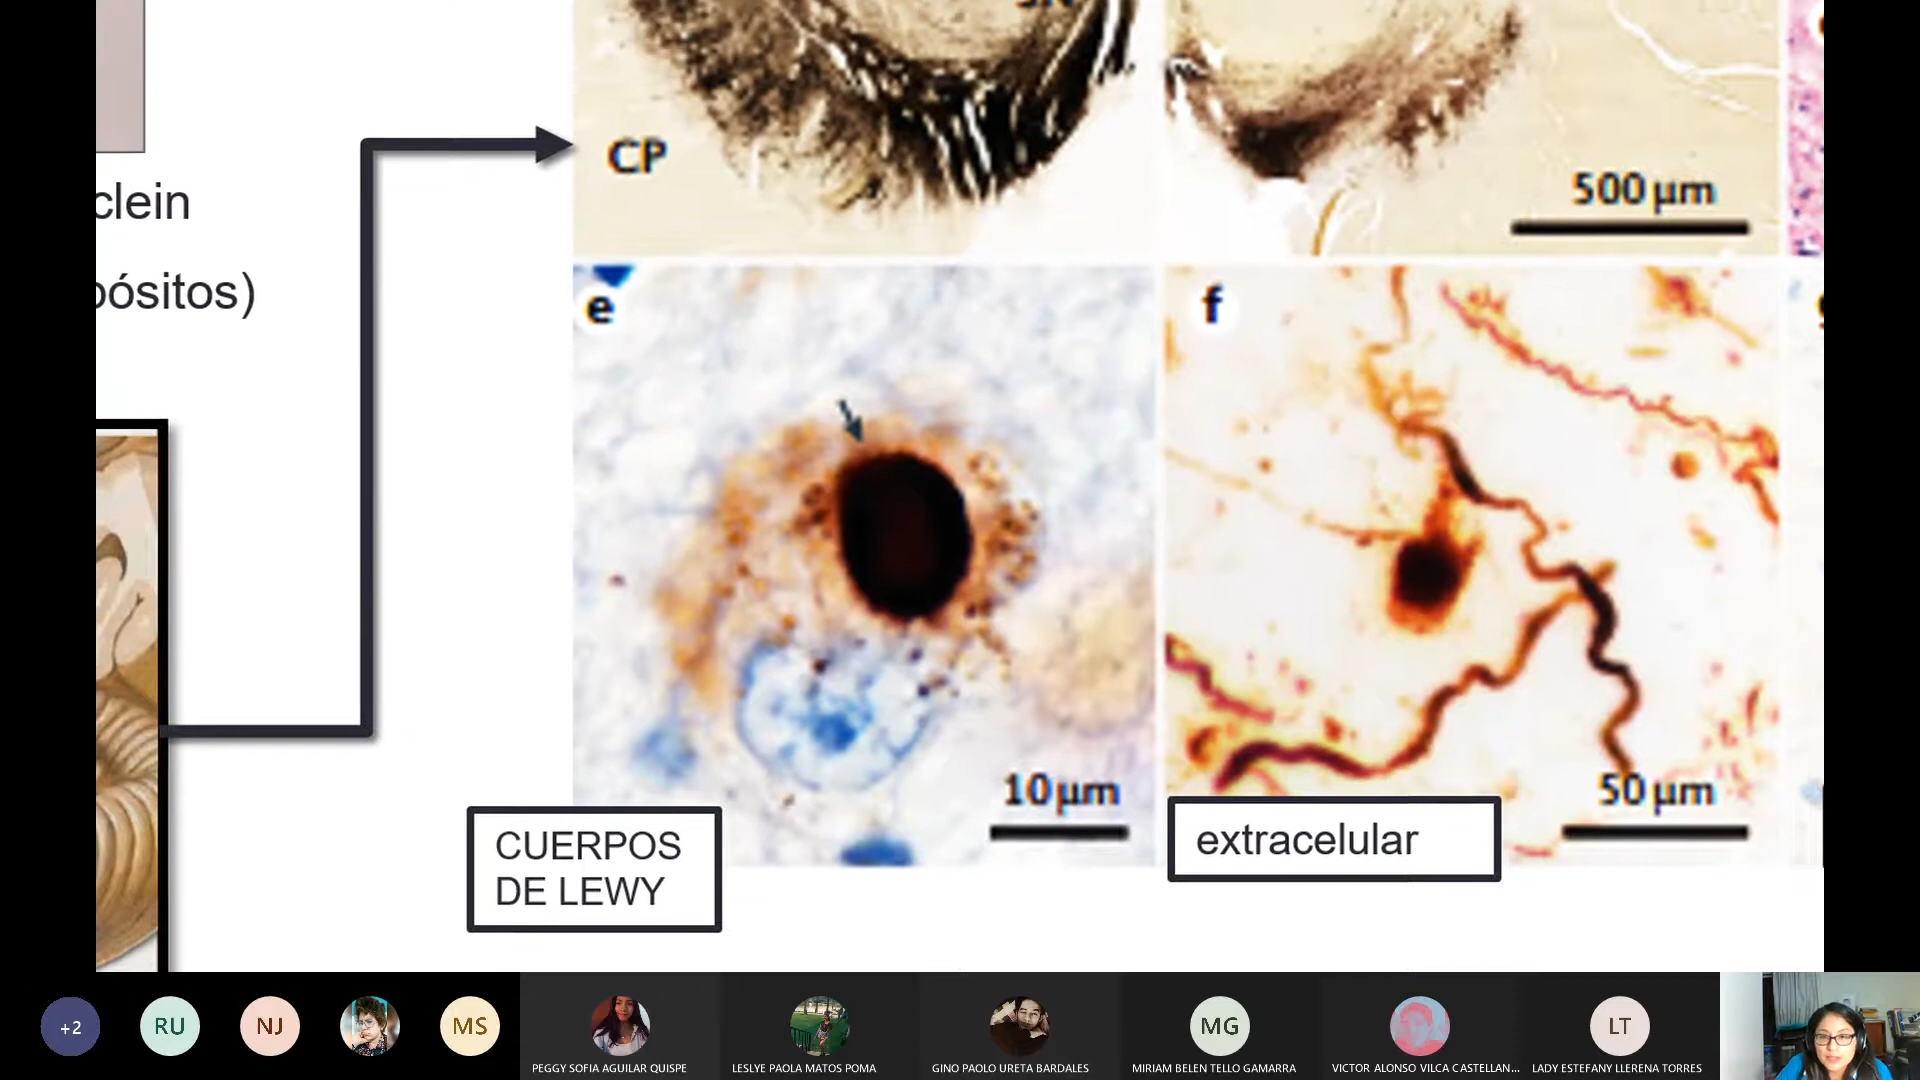 CP
500 µm
clein
pósitos)
e
f
10 µm
50 µm
CUERPOS
DE LEWY
extracelular
+2
RU
NJ
MS
MG
LT
PEGGY SOFIA AGUILAR QUISPE
LESLYE PAOLA MATOS POMA
GINO PAOLO URETA BARDALES
MIRIAM BELEN TELLO GAMARRA
VICTOR ALONSO VILCA CASTELLAN...
LADY ESTEFANY LLERENA TORRES